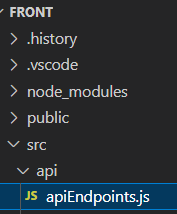 FRONT
.history
.vscode
node_modules
public
src
api
JS apiEndpoints.js